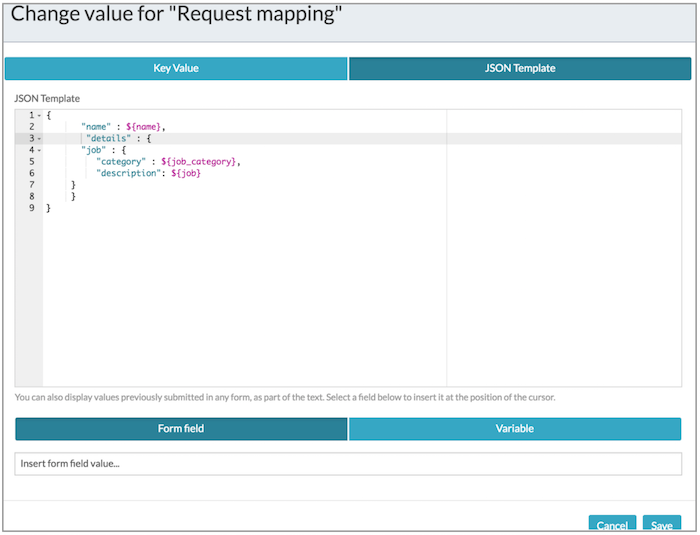 Change value for "Request mapping"
Key Value
JSON Template
JSON Template
1 {
2 "name" : ${name},
3 "details" : {
4 "job" : {
5 "category" : ${job_category},
6 "description": ${job}
7 }
8 }
9 }
You can also display values previously submitted in any form, as part of the text. Select a field below to insert it at the position of the cursor.
Form field
Variable
Insert form field value...
Cancel
Save